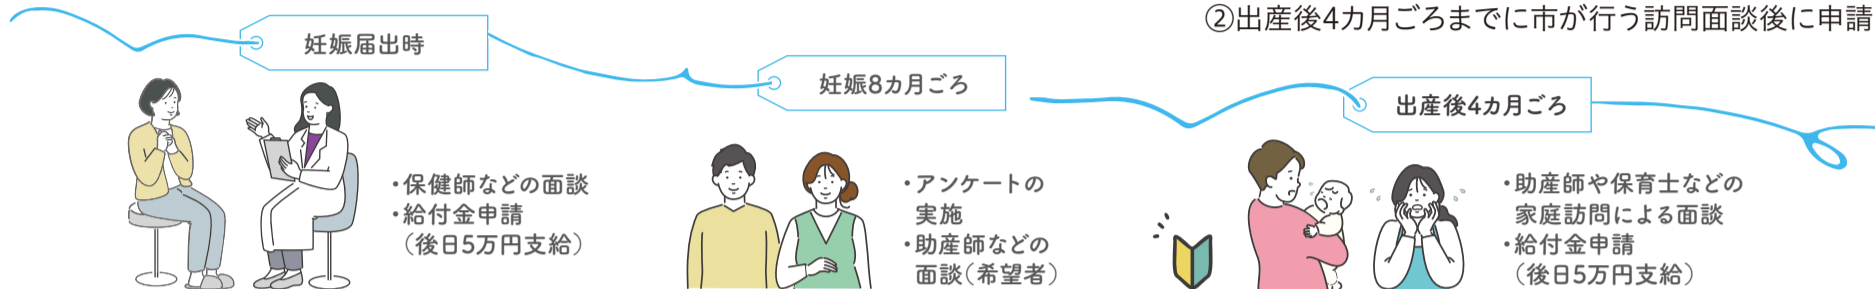 ②出産後4カ月ごろまでに市が行う訪問面談後に申請
妊娠届出時
・保健師などの面談
・給付金申請
（後日5万円支給）
妊娠8カ月ごろ
・アンケートの
実施
・助産師などの
面談（希望者）
出産後4カ月ごろ
・助産師や保育士などの
家庭訪問による面談
・給付金申請
（後日5万円支給）